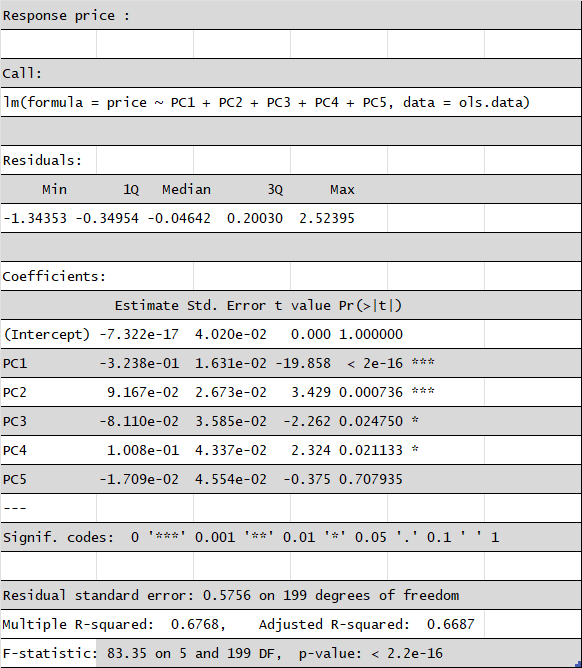 Response price :
Call:
lm(formula = price ~ PC1 + PC2 + PC3 + PC4 + PC5, data = ols.data)
Residuals:
Min 1Q Median 3Q Max
-1.34353 -0.34954 -0.04642 0.20030 2.52395
Coefficients:
Estimate Std. Error t value Pr(>|t|)
(Intercept) -7.322e-17 4.020e-02 0.000 1.000000
PC1 -3.238e-01 1.631e-02 -19.858 < 2e-16 ***
PC2 9.167e-02 2.673e-02 3.429 0.000736 ***
PC3 -8.110e-02 3.585e-02 -2.262 0.024750 *
PC4 1.008e-01 4.337e-02 2.324 0.021133 *
PC5 -1.709e-02 4.554e-02 -0.375 0.707935
---
Signif. codes: 0 '***' 0.001 '**' 0.01 '*' 0.05 '.' 0.1 ' ' 1
Residual standard error: 0.5756 on 199 degrees of freedom
Multiple R-squared: 0.6768, Adjusted R-squared: 0.6687
F-statistic: 83.35 on 5 and 199 DF, p-value: < 2.2e-16